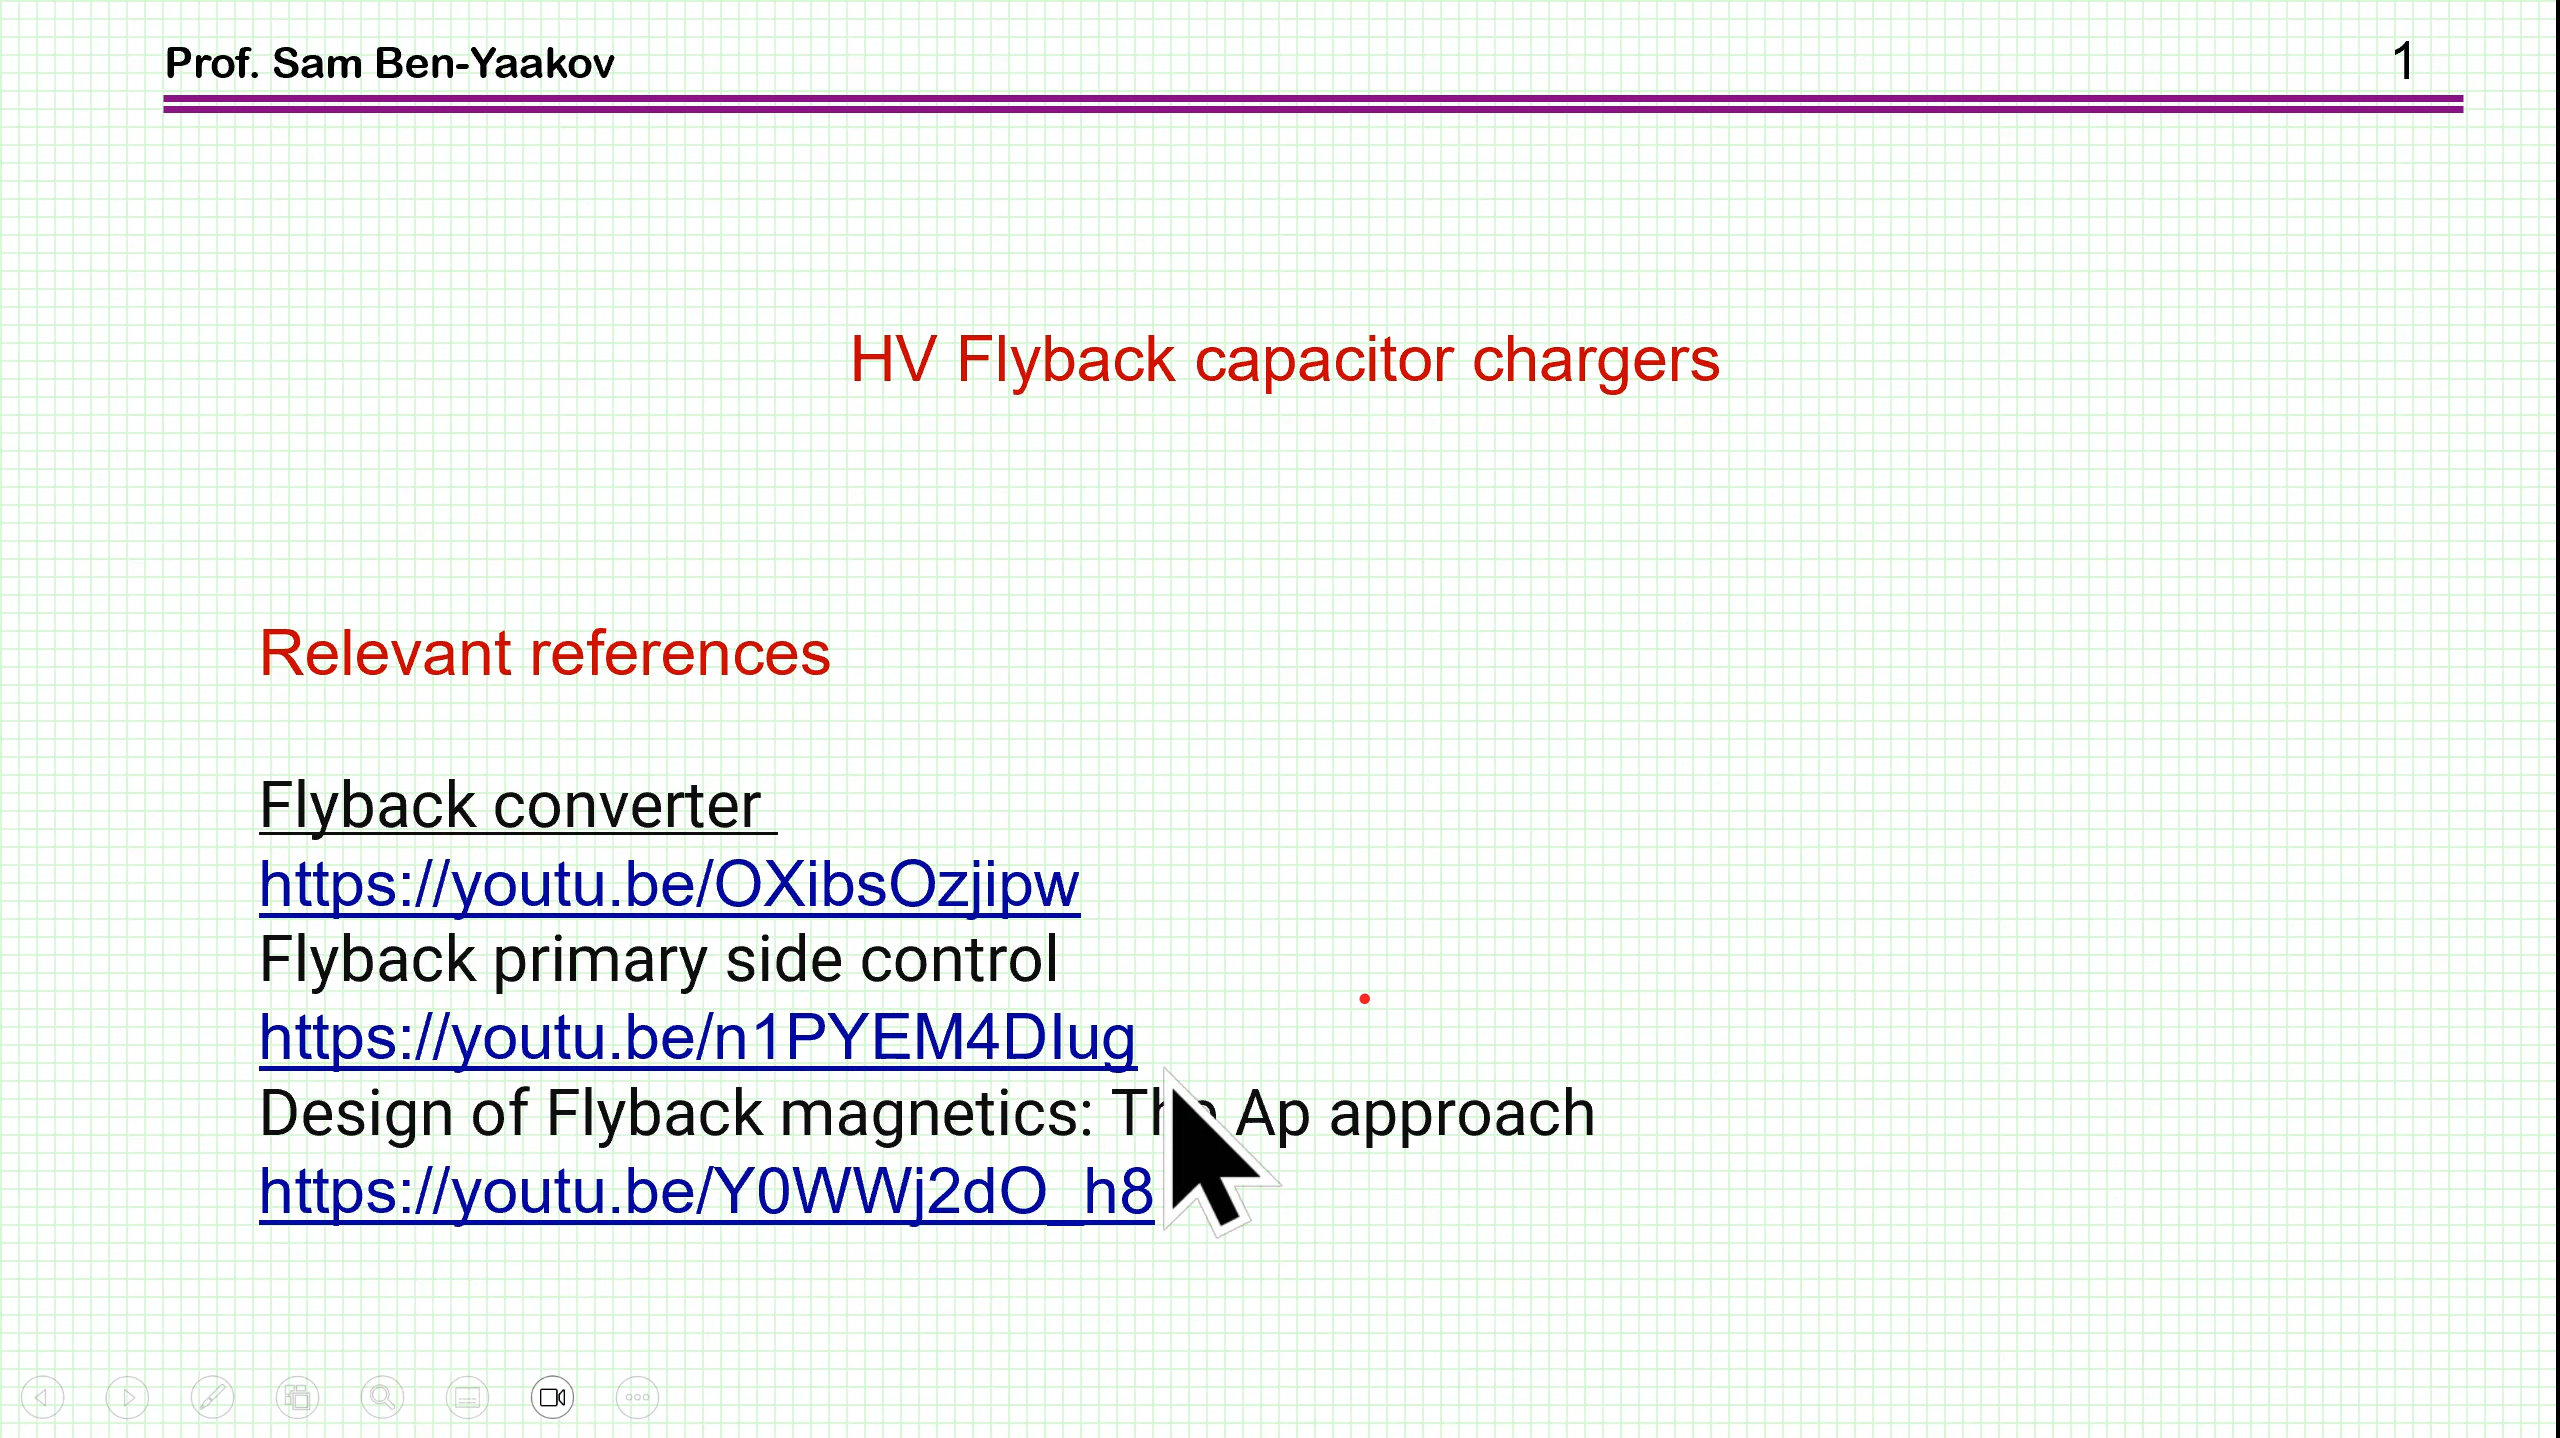 Prof. Sam Ben-Yaakov
1
HV Flyback capacitor chargers
Relevant references
Flyback converter
https://youtu.be/OXibsOzjipw
Flyback primary side control
https://youtu.be/n1PYEM4DIug
Design of Flyback magnetics: The Ap approach
https://youtu.be/Y0WWj2dO_h8